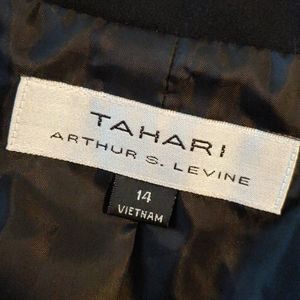 TAHARI
ARTHUR S. LEVINE
14
VIETNAM